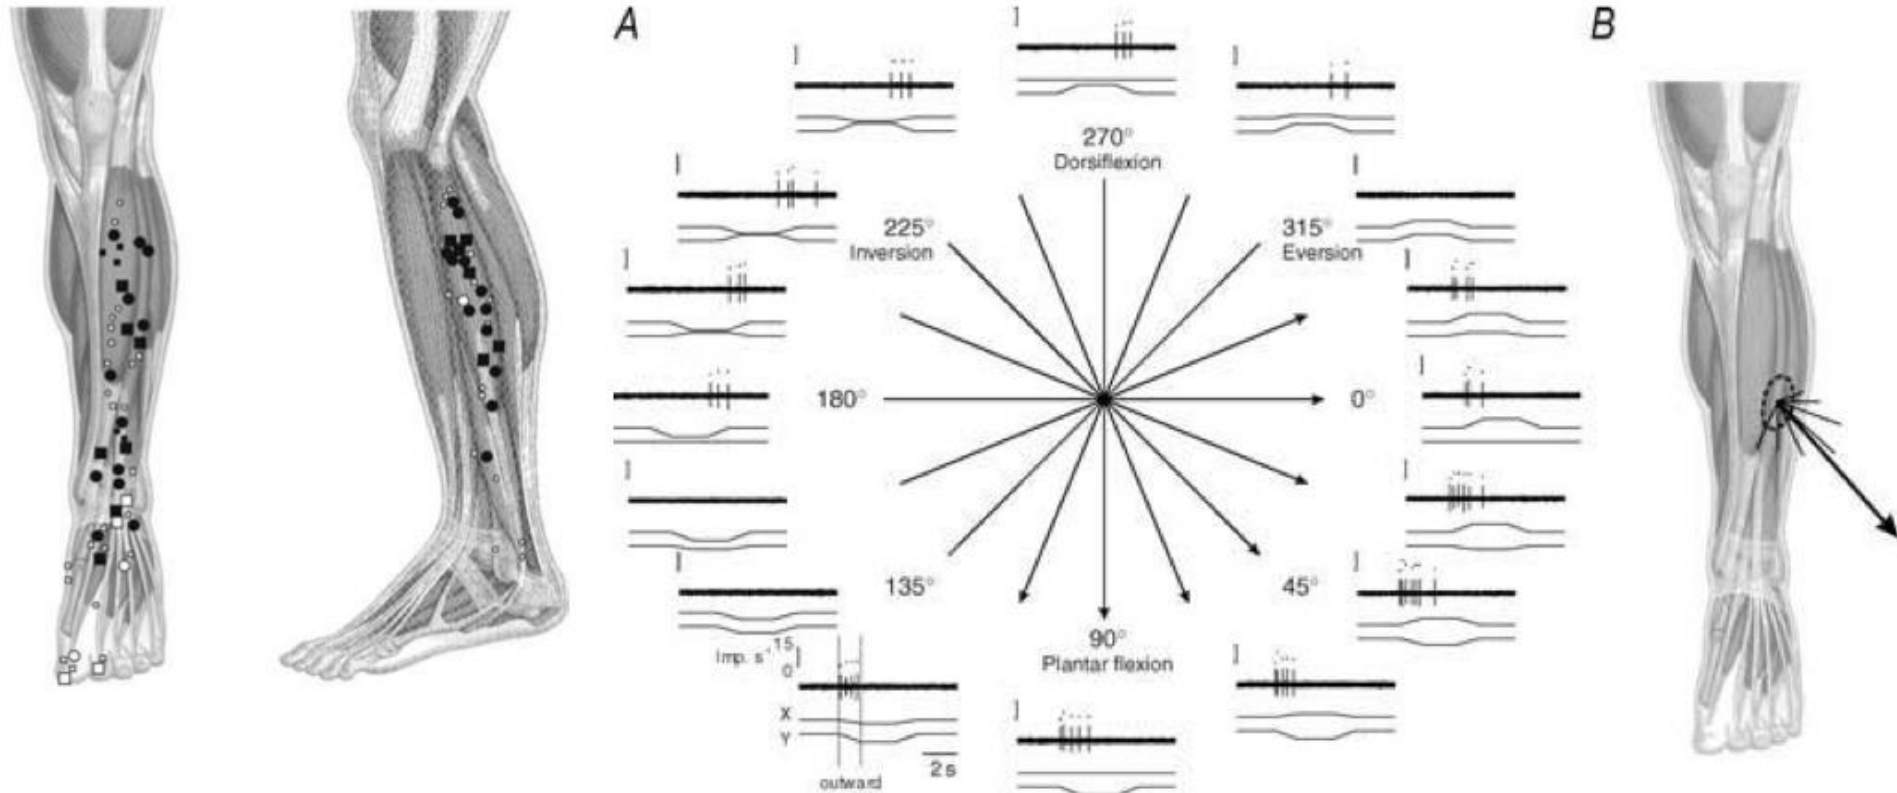 A
B
270°
Dorsiflexion
225°
Inversion
315°
Eversion
180°
0°
135°
45°
90°
Plantar flexion
Imp. s⁻¹
15
0
X
Y
2 s
outward